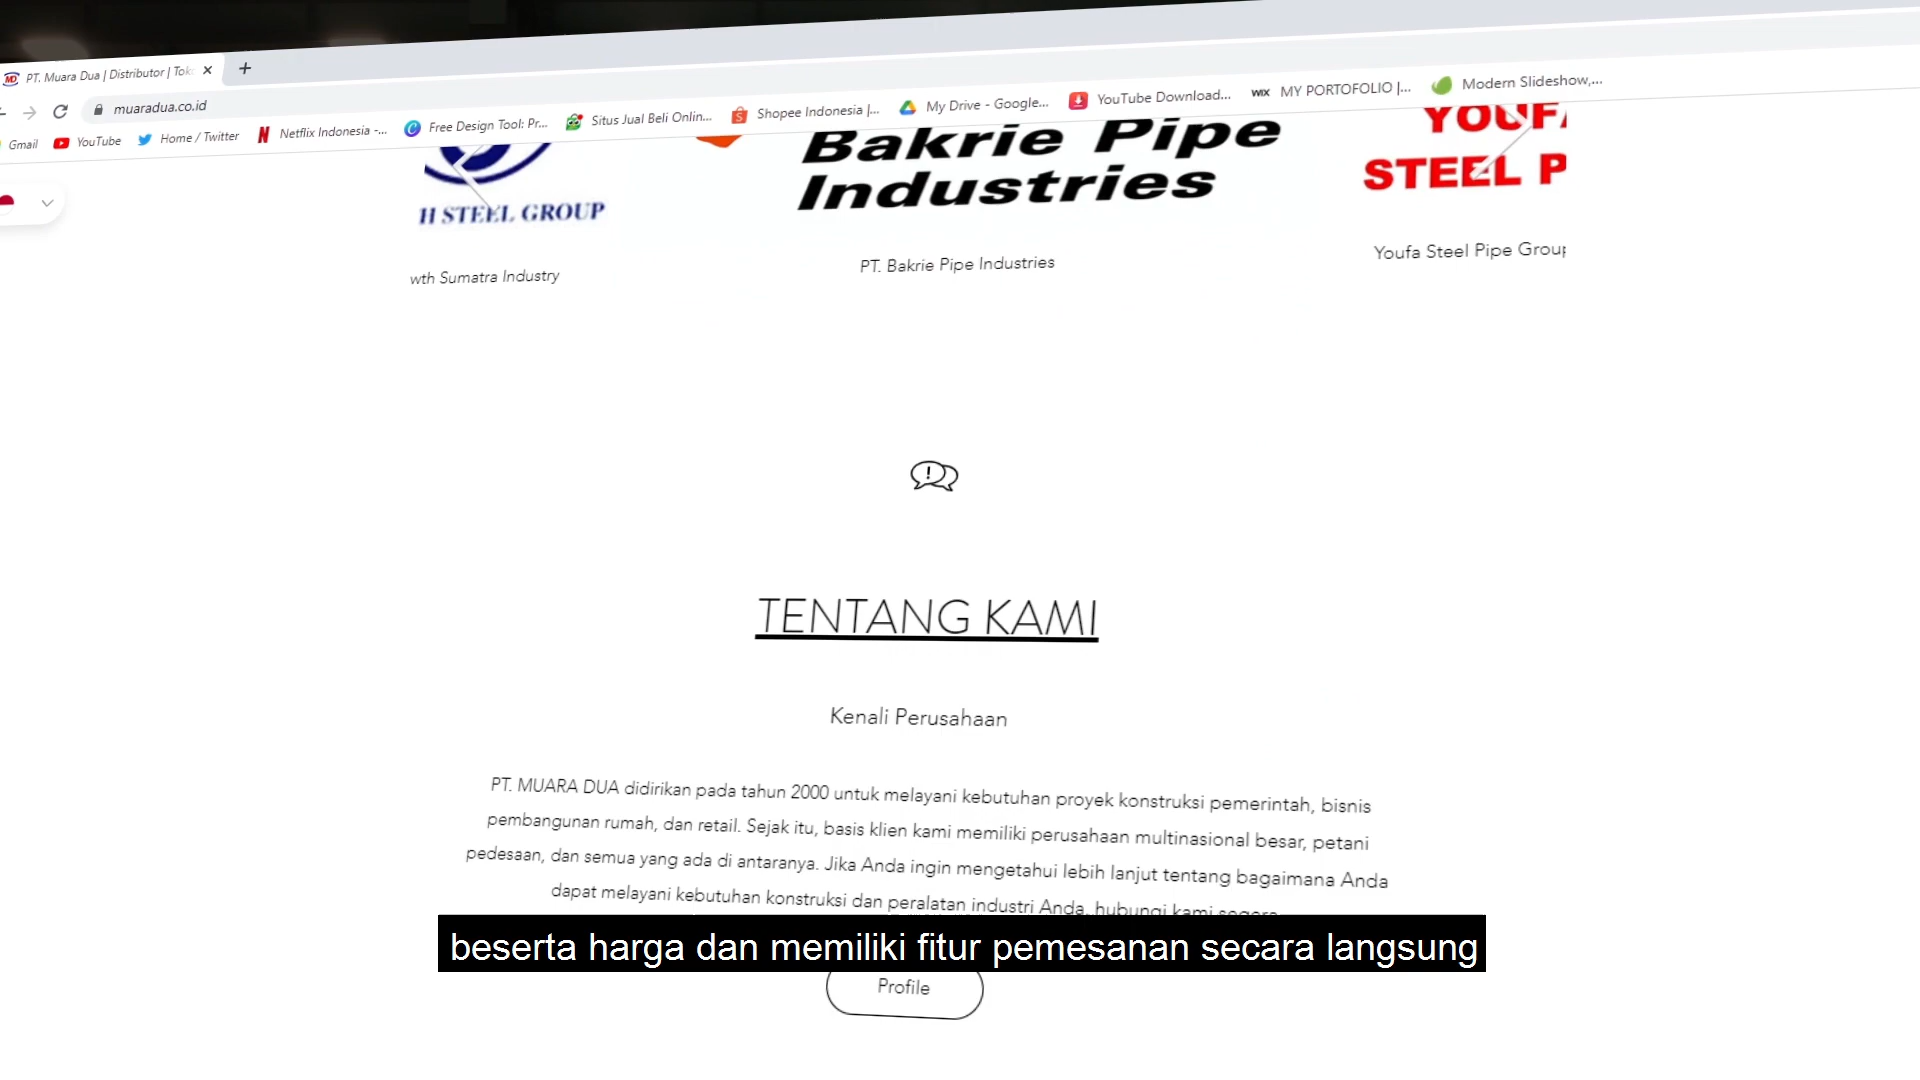 PT. Muara Dua | Distributor | Tok
muaradua.co.id
Gmail
YouTube
Home / Twitter
Netflix Indonesia -...
Free Design Tool: Pr...
Situs Jual Beli Onlin...
Shopee Indonesia |...
My Drive - Google...
YouTube Download...
WIX MY PORTOFOLIO |...
Modern Slideshow,...
H STEEL GROUP
Bakrie Pipe
Industries
YOUFA
STEEL P
wth Sumatra Industry
PT. Bakrie Pipe Industries
Youfa Steel Pipe Group
TENTANG KAMI
Kenali Perusahaan
PT. MUARA DUA didirikan pada tahun 2000 untuk melayani kebutuhan proyek konstruksi pemerintah, bisnis
pembangunan rumah, dan retail. Sejak itu, basis klien kami memiliki perusahaan multinasional besar, petani
pedesaan, dan semua yang ada di antaranya. Jika Anda ingin mengetahui lebih lanjut tentang bagaimana Anda
dapat melayani kebutuhan konstruksi dan peralatan industri Anda, hubungi kami segera
beserta harga dan memiliki fitur pemesanan secara langsung
Profile